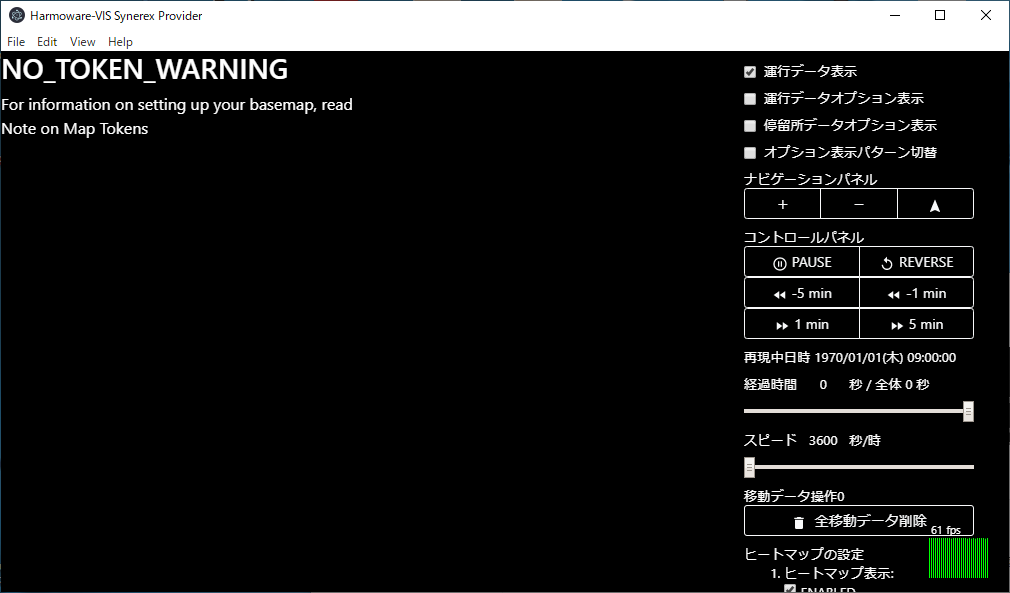 Harmoware-VIS Synerex Provider
File Edit View Help
NO_TOKEN_WARNING
For information on setting up your basemap, read
Note on Map Tokens
運行データ表示
運行データオプション表示
停留所データオプション表示
オプション表示パターン切替
ナビゲーションパネル
+ −
コントロールパネル
PAUSE REVERSE
-5 min -1 min
1 min 5 min
再現中日時 1970/01/01(木) 09:00:00
経過時間 0 秒 / 全体 0 秒
スピード 3600 秒/時
移動データ操作0
全移動データ削除
61 fps
ヒートマップの設定
1. ヒートマップ表示:
ENABLED